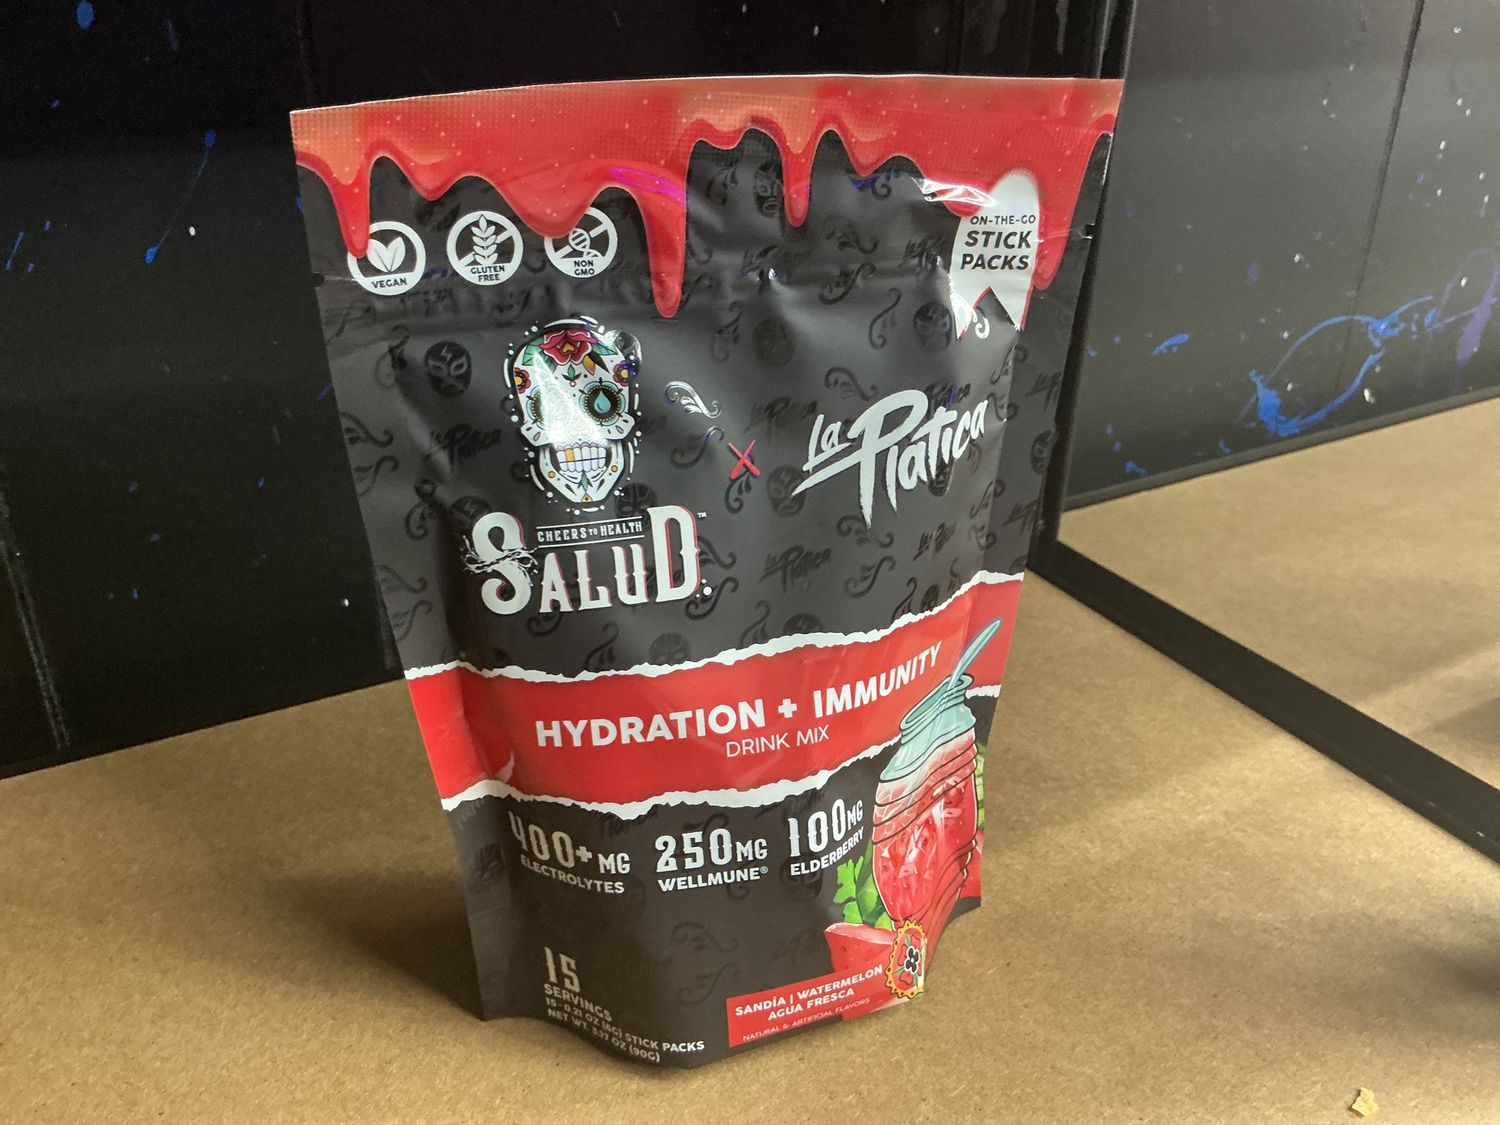 VEGAN
GLUTEN
FREE
NON
GMO
ON-THE-GO
STICK
PACKS
La
Platica
X
CHEERS TO HEALTH
SALUD™
HYDRATION + IMMUNITY
DRINK MIX
400+ MG
ELECTROLYTES
250MG
WELLMUNE®
100MG
ELDERBERRY
15
SERVINGS
15-0.21 OZ (6G) STICK PACKS
NET WT. 3.17 OZ (90G)
SANDÍA | WATERMELON
AGUA FRESCA
NATURAL & ARTIFICIAL FLAVORS